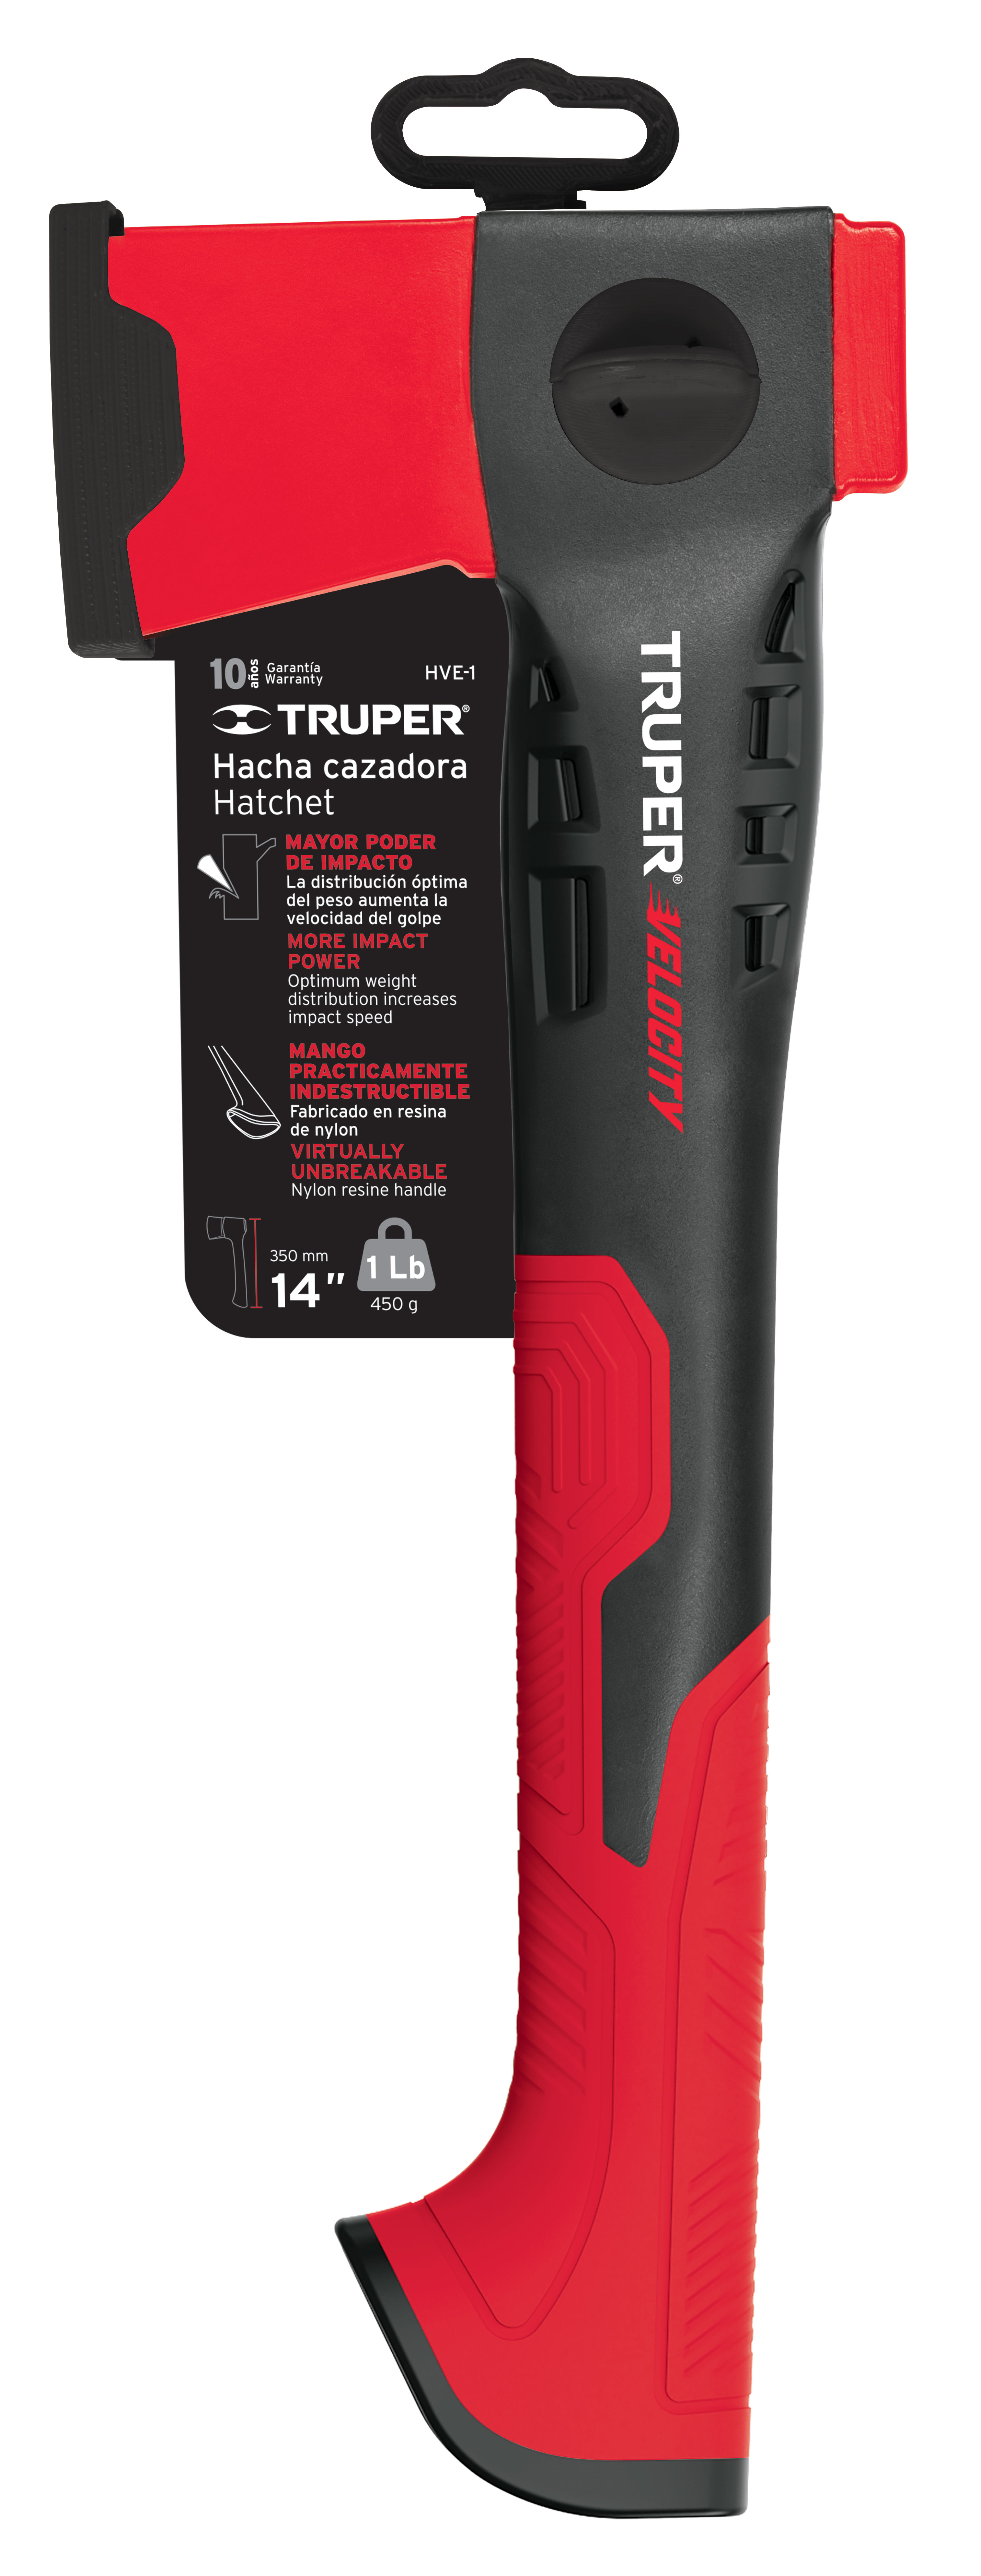 10 años Garantía
Warranty
HVE-1
TRUPER®
Hacha cazadora
Hatchet
MAYOR PODER
DE IMPACTO
La distribución óptima
del peso aumenta la
velocidad del golpe
MORE IMPACT
POWER
Optimum weight
distribution increases
impact speed
MANGO
PRACTICAMENTE
INDESTRUCTIBLE
Fabricado en resina
de nylon
VIRTUALLY
UNBREAKABLE
Nylon resine handle
350 mm
14"
1 Lb
450 g
TRUPER® VELOCITY